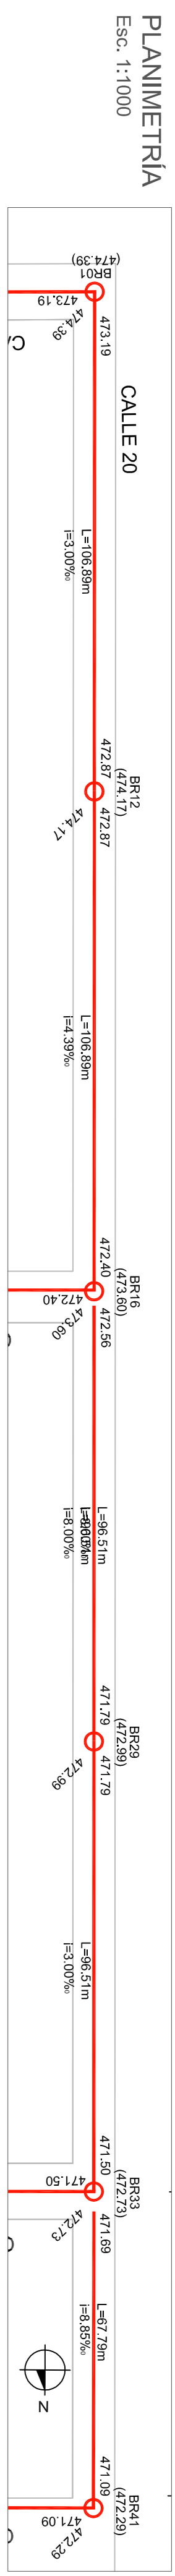 PLANIMETRÍA
Esc. 1:1000
BR01
(474.39)
473.19
473.19
474.39
CALLE 20
L=106.89m
i=3.00‰
BR12
(474.17)
472.87
472.87
474.17
L=106.89m
i=4.39‰
BR16
(473.60)
472.40
472.56
472.40
473.60
L=96.51m
i=8.00‰
BR29
(472.99)
471.79
471.79
472.99
L=96.51m
i=3.00‰
BR33
(472.73)
471.50
471.69
471.50
472.73
L=67.79m
i=8.85‰
N
BR41
(472.29)
471.09
471.09
472.29